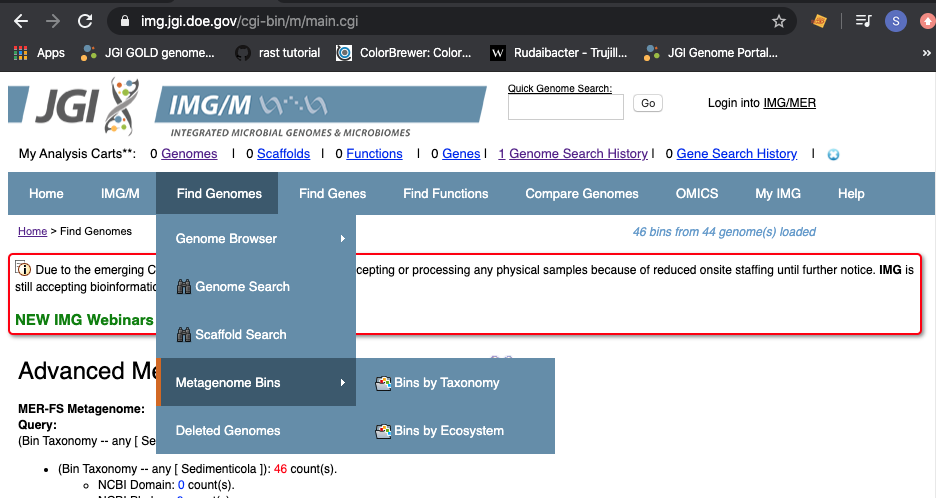 img.jgi.doe.gov/cgi-bin/m/main.cgi
S
Apps JGI GOLD genome... rast tutorial ColorBrewer: Color... W Rudaibacter - Trujill... JGI Genome Portal... »
JGI IMG/M
INTEGRATED MICROBIAL GENOMES & MICROBIOMES
Quick Genome Search:
Go
Login into IMG/MER
My Analysis Carts**: 0 Genomes | 0 Scaffolds | 0 Functions | 0 Genes | 1 Genome Search History | 0 Gene Search History |
Home IMG/M Find Genomes Find Genes Find Functions Compare Genomes OMICS My IMG Help
Home > Find Genomes
46 bins from 44 genome(s) loaded
Genome Browser
Genome Search
Scaffold Search
Metagenome Bins
Deleted Genomes
Bins by Taxonomy
Bins by Ecosystem
Due to the emerging C cepting or processing any physical samples because of reduced onsite staffing until further notice. IMG is
still accepting bioinformatic
NEW IMG Webinars
Advanced Me
MER-FS Metagenome:
Query:
(Bin Taxonomy -- any [ Se
• (Bin Taxonomy -- any [ Sedimenticola ]): 46 count(s).
NCBI Domain: 0 count(s).